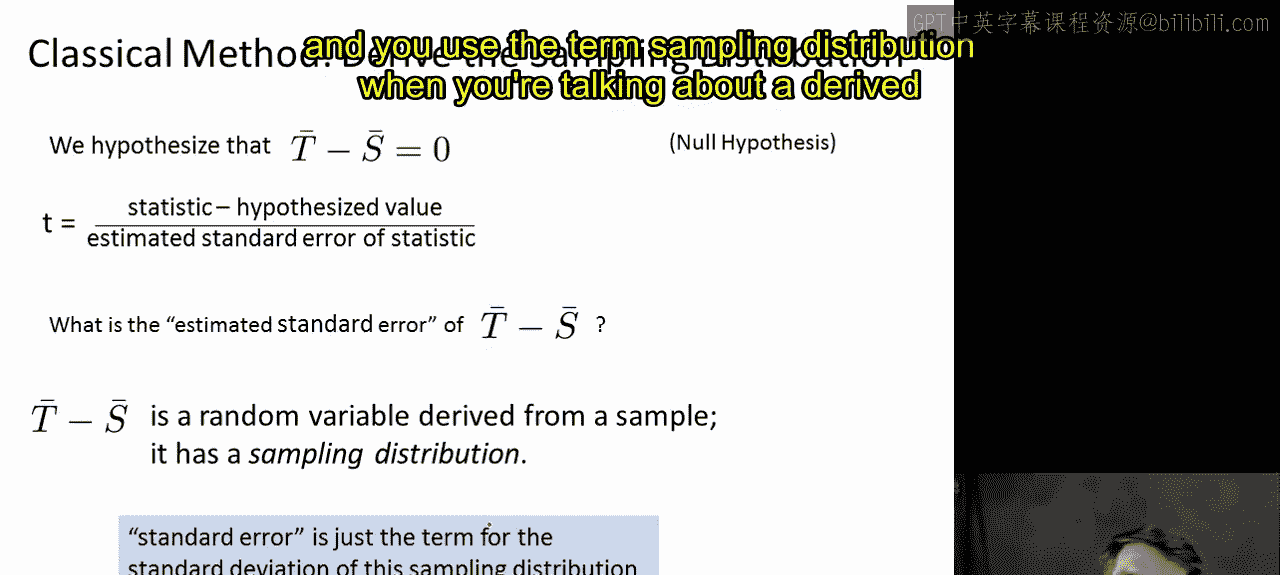 GPT中英字幕课程资源@bilibili.com
and you use the term sampling distribution
when you're talking about a derived
Classical Method: Derive the Sampling Distribution
We hypothesize that T̄ − S̄ = 0 (Null Hypothesis)
t = statistic – hypothesized value
estimated standard error of statistic
What is the “estimated standard error” of T̄ − S̄ ?
T̄ − S̄ is a random variable derived from a sample;
it has a sampling distribution.
“standard error” is just the term for the
standard deviation of this sampling distribution